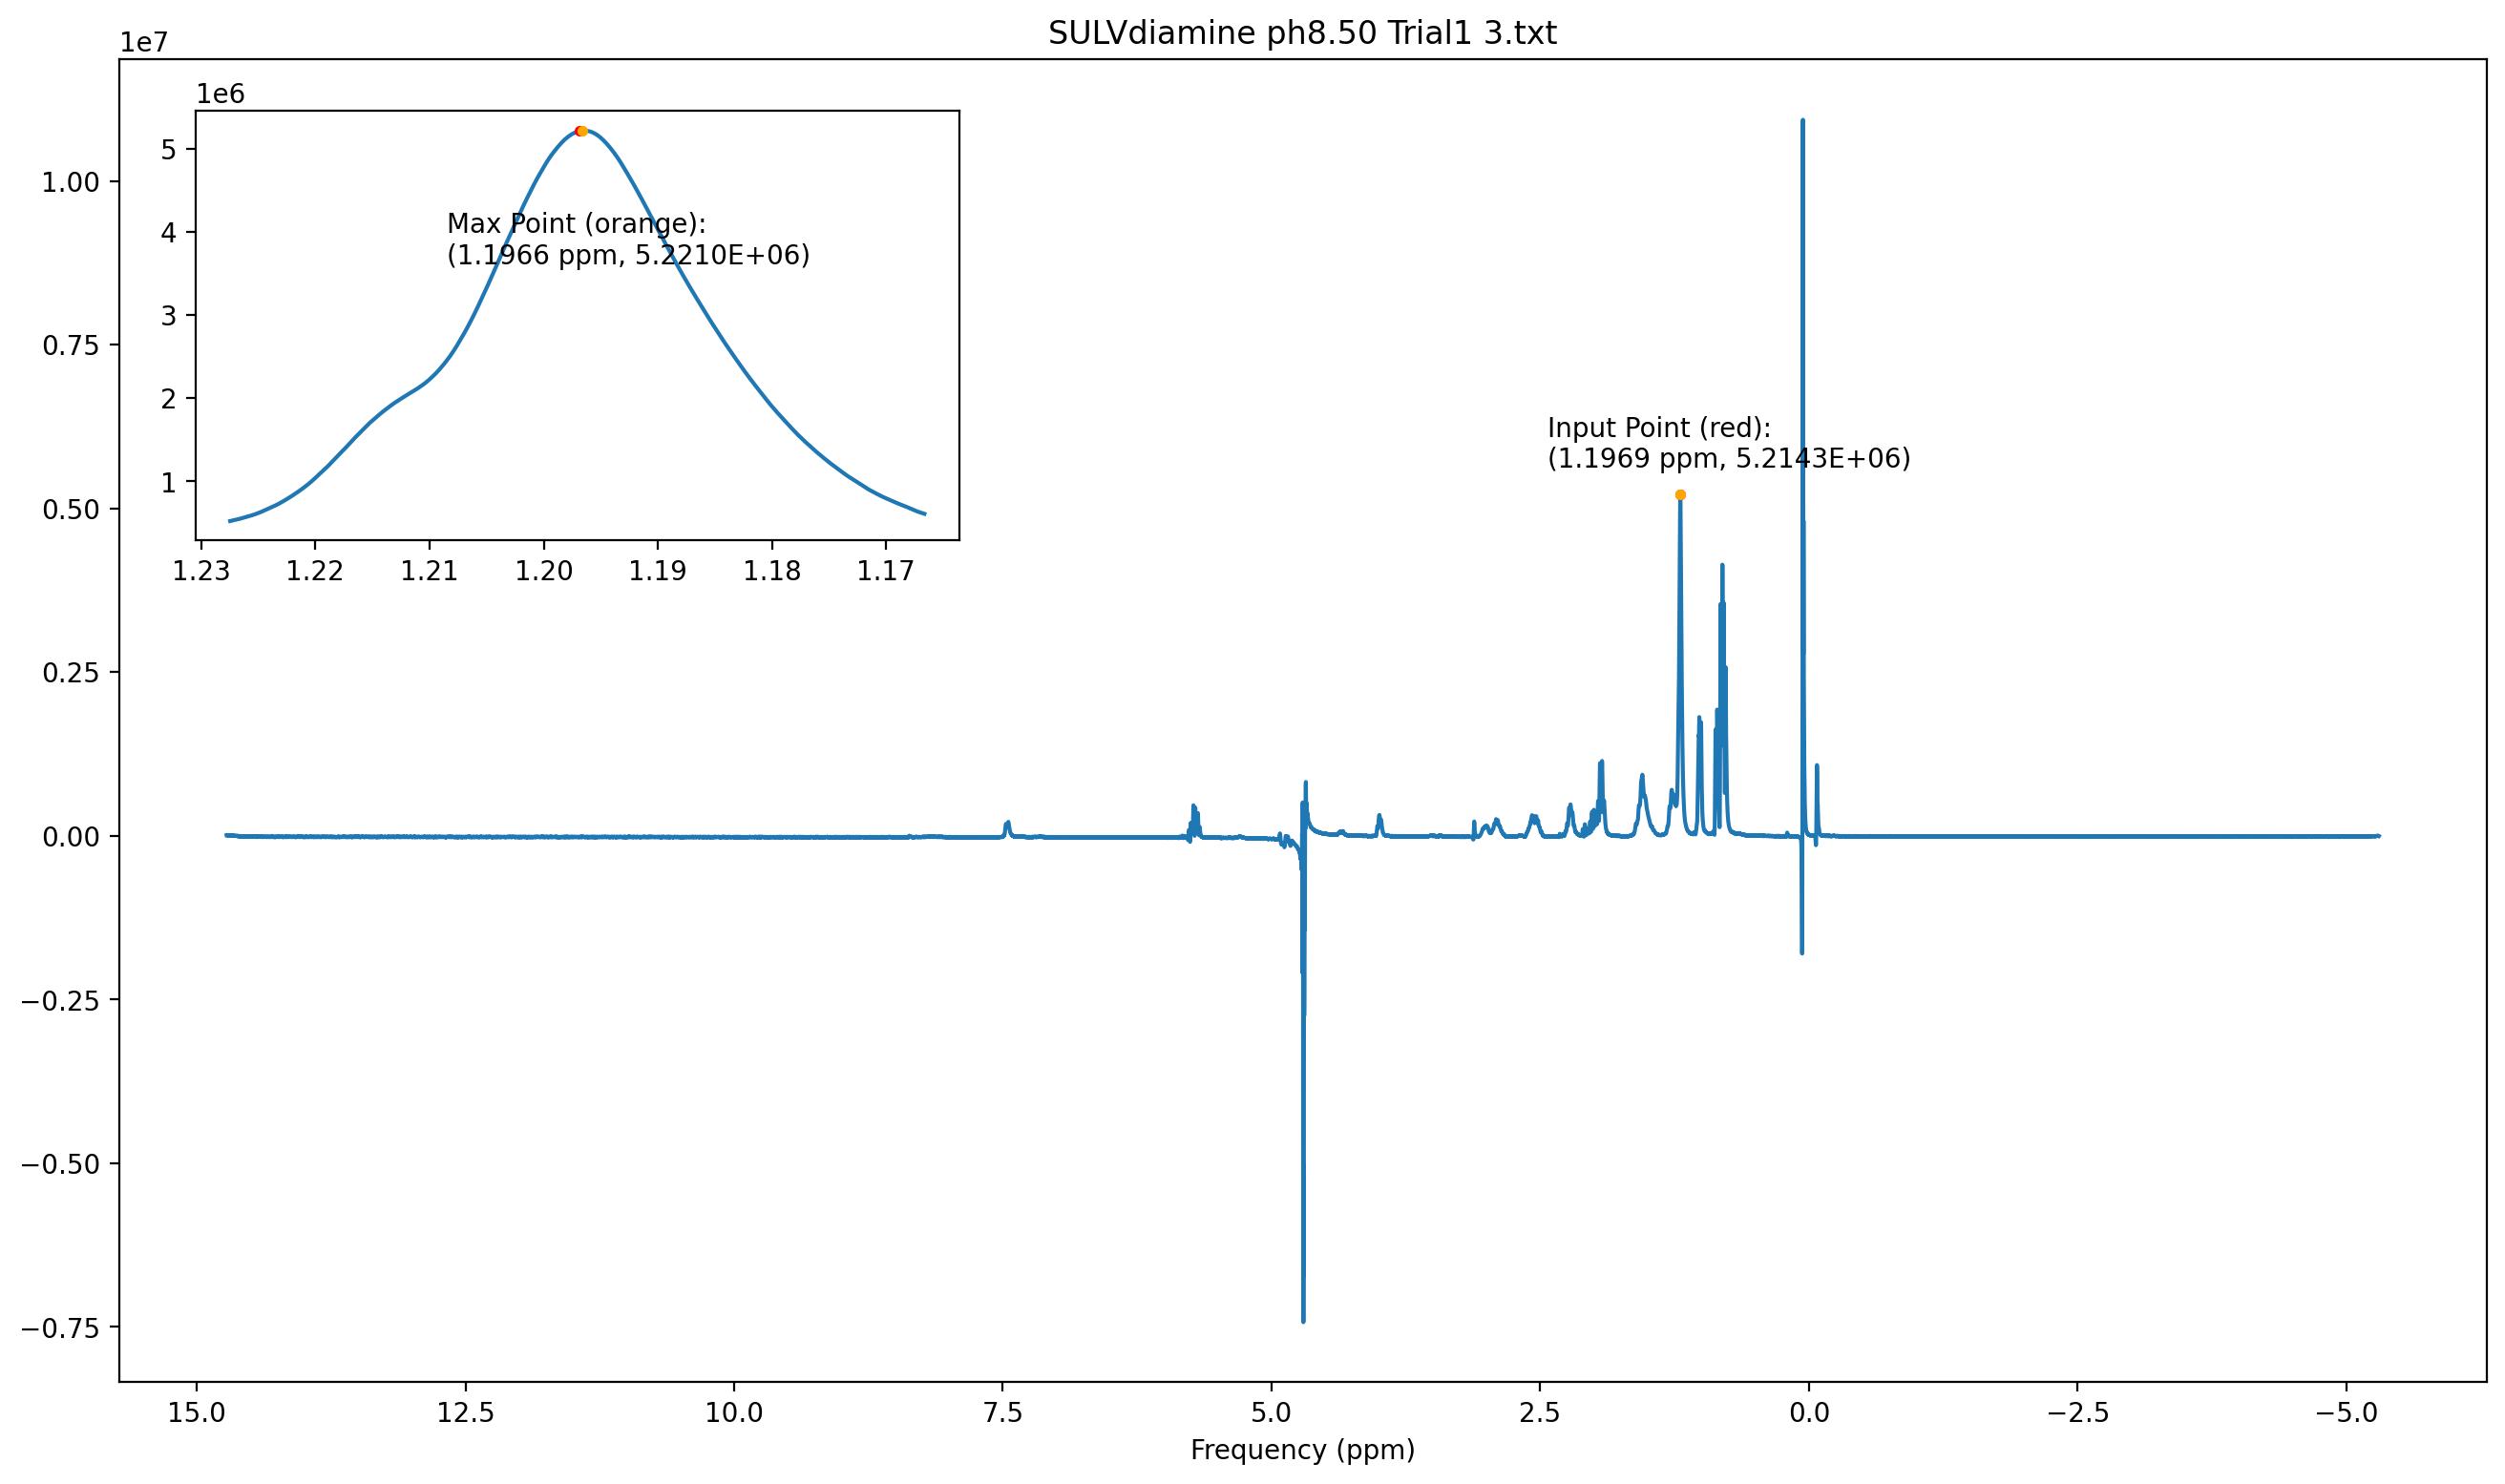 SULVdiamine ph8.50 Trial1 3.txt
1e7
1e6
5
4
3
2
1
Max Point (orange):
(1.1966 ppm, 5.2210E+06)
1.23 1.22 1.21 1.20 1.19 1.18 1.17
Input Point (red):
(1.1969 ppm, 5.2143E+06)
1.00
0.75
0.50
0.25
0.00
−0.25
−0.50
−0.75
15.0 12.5 10.0 7.5 5.0 2.5 0.0 −2.5 −5.0
Frequency (ppm)